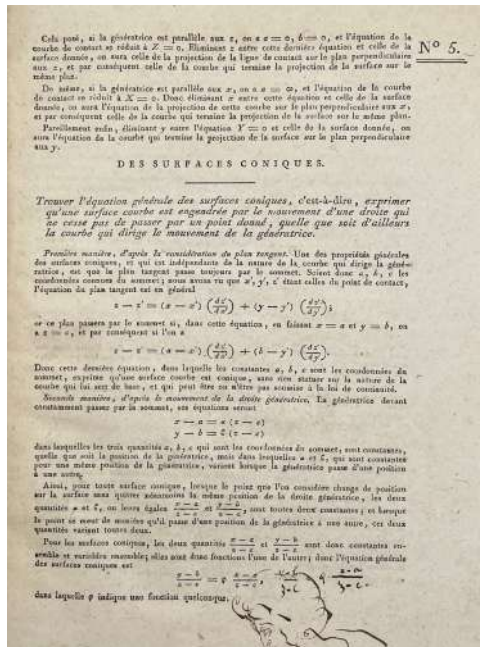 Cela posé, si la génératrice est parallèle aux z, on a a = 0, b = 0, et l'équation de la
courbe de contact se réduit à Z = 0. Eliminant z entre cette dernière équation et celle de la
surface donnée, on aura celle de la projection de la ligne de contact sur le plan perpendiculaire
aux z, et par conséquent celle de la courbe qui termine la projection de la surface sur le
même plan.
N° 5.
De même, si la génératrice est parallèle aux x, on a a = ∞, et l'équation de la courbe
de contact se réduit à X = 0. Donc éliminant x entre cette équation et celle de la surface
donnée, on aura l'équation de la projection de cette courbe sur le plan perpendiculaire aux x,
et par conséquent celle de la courbe qui termine la projection de la surface sur le même plan.
Pareillement enfin, éliminant y entre l'équation Y = 0 et celle de la surface donnée, on
aura l'équation de la courbe qui termine la projection de la surface sur le plan perpendiculaire
aux y.
DES SURFACES CONIQUES.
Trouver l'équation générale des surfaces coniques, c'est-à-dire, exprimer
qu'une surface courbe est engendrée par le mouvement d'une droite qui
ne cesse pas de passer par un point donné, quelle que soit d'ailleurs
la courbe qui dirige le mouvement de la génératrice.
Première manière, d'après la considération du plan tangent. Une des propriétés générales
des surfaces coniques, et qui est indépendante de la nature de la courbe qui dirige la géné-
ratrice, est que le plan tangent passe toujours par le sommet. Soient donc a, b, c les
coordonnées connues du sommet; nous avons vu que x', y', z' étant celles du point de contact,
l'équation du plan tangent est en général
z − z' = (x − x') (dz'/dx') + (y − y') (dz'/dy');
or ce plan passera par le sommet si, dans cette équation, en faisant x = a et y = b, on
a z = c, et par conséquent si l'on a
c − z' = (a − x') (dz'/dx') + (b − y') (dz'/dy').
Donc cette dernière équation, dans laquelle les constantes a, b, c sont les coordonnées du
sommet, exprime qu'une surface courbe est conique, sans rien statuer sur la nature de la
courbe qui lui sert de base, et qui peut être ou n'être pas soumise à la loi de continuité.
Seconde manière, d'après le mouvement de la droite génératrice. La génératrice devant
constamment passer par le sommet, ses équations seront
x − a = α (z − c)
y − b = ϐ (z − c)
dans lesquelles les trois quantités a, b, c qui sont les coordonnées du sommet, sont constantes,
quelle que soit la position de la génératrice, mais dans lesquelles α et ϐ, qui sont constantes
pour une même position de la génératrice, varient lorsque la génératrice passe d'une position
à une autre.
Ainsi, pour toute surface conique, lorsque le point que l'on considère change de position
sur la surface sans quitter néanmoins la même position de la droite génératrice, les deux
quantités α et ϐ, ou leurs égales (x−a)/(z−c) et (y−b)/(z−c), sont toutes deux constantes; et lorsque
le point se meut de manière qu'il passe d'une position de la génératrice à une autre, ces deux
quantités varient toutes deux.
Pour les surfaces coniques, les deux quantités (x−a)/(z−c) et (y−b)/(z−c) sont donc constantes en-
semble et variables ensemble; elles sont donc fonctions l'une de l'autre; donc l'équation générale
des surfaces coniques est
(y−b)/(z−c) = φ (x−a)/(z−c),
dans laquelle φ indique une fonction quelconque.